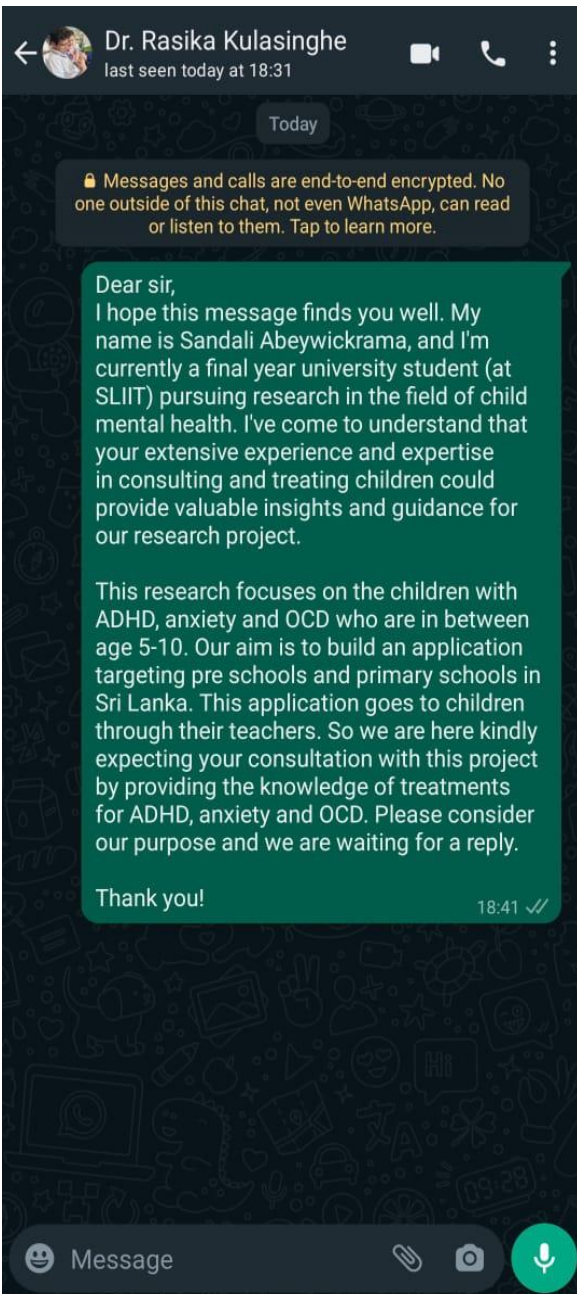 Dr. Rasika Kulasinghe
last seen today at 18:31
Today
Messages and calls are end-to-end encrypted. No
one outside of this chat, not even WhatsApp, can read
or listen to them. Tap to learn more.
Dear sir,
I hope this message finds you well. My
name is Sandali Abeywickrama, and I'm
currently a final year university student (at
SLIIT) pursuing research in the field of child
mental health. I've come to understand that
your extensive experience and expertise
in consulting and treating children could
provide valuable insights and guidance for
our research project.
This research focuses on the children with
ADHD, anxiety and OCD who are in between
age 5-10. Our aim is to build an application
targeting pre schools and primary schools in
Sri Lanka. This application goes to children
through their teachers. So we are here kindly
expecting your consultation with this project
by providing the knowledge of treatments
for ADHD, anxiety and OCD. Please consider
our purpose and we are waiting for a reply.
Thank you!
18:41
Hi
09:28
Message